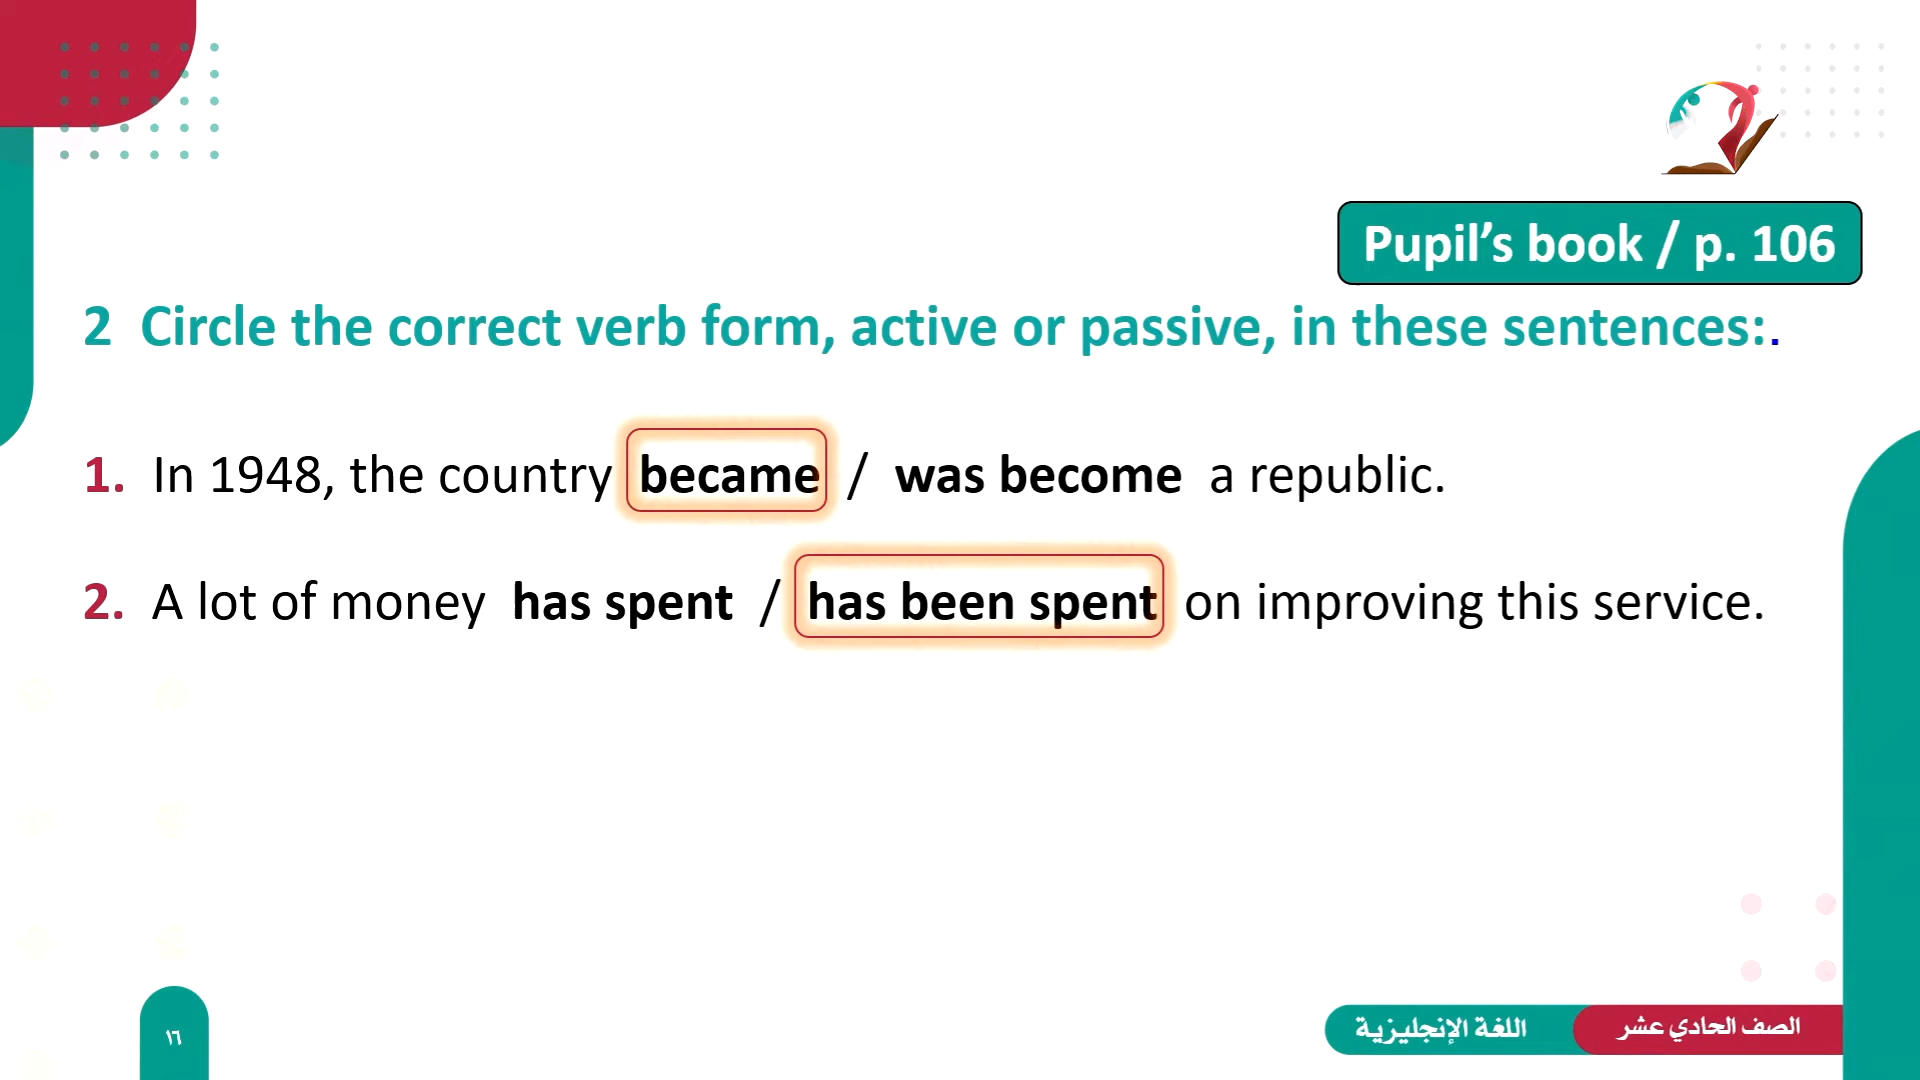 Pupil’s book / p. 106
2 Circle the correct verb form, active or passive, in these sentences:.
1. In 1948, the country became / was become a republic.
2. A lot of money has spent / has been spent on improving this service.
١٦
الصف الحادي عشر
اللغة الإنجليزية